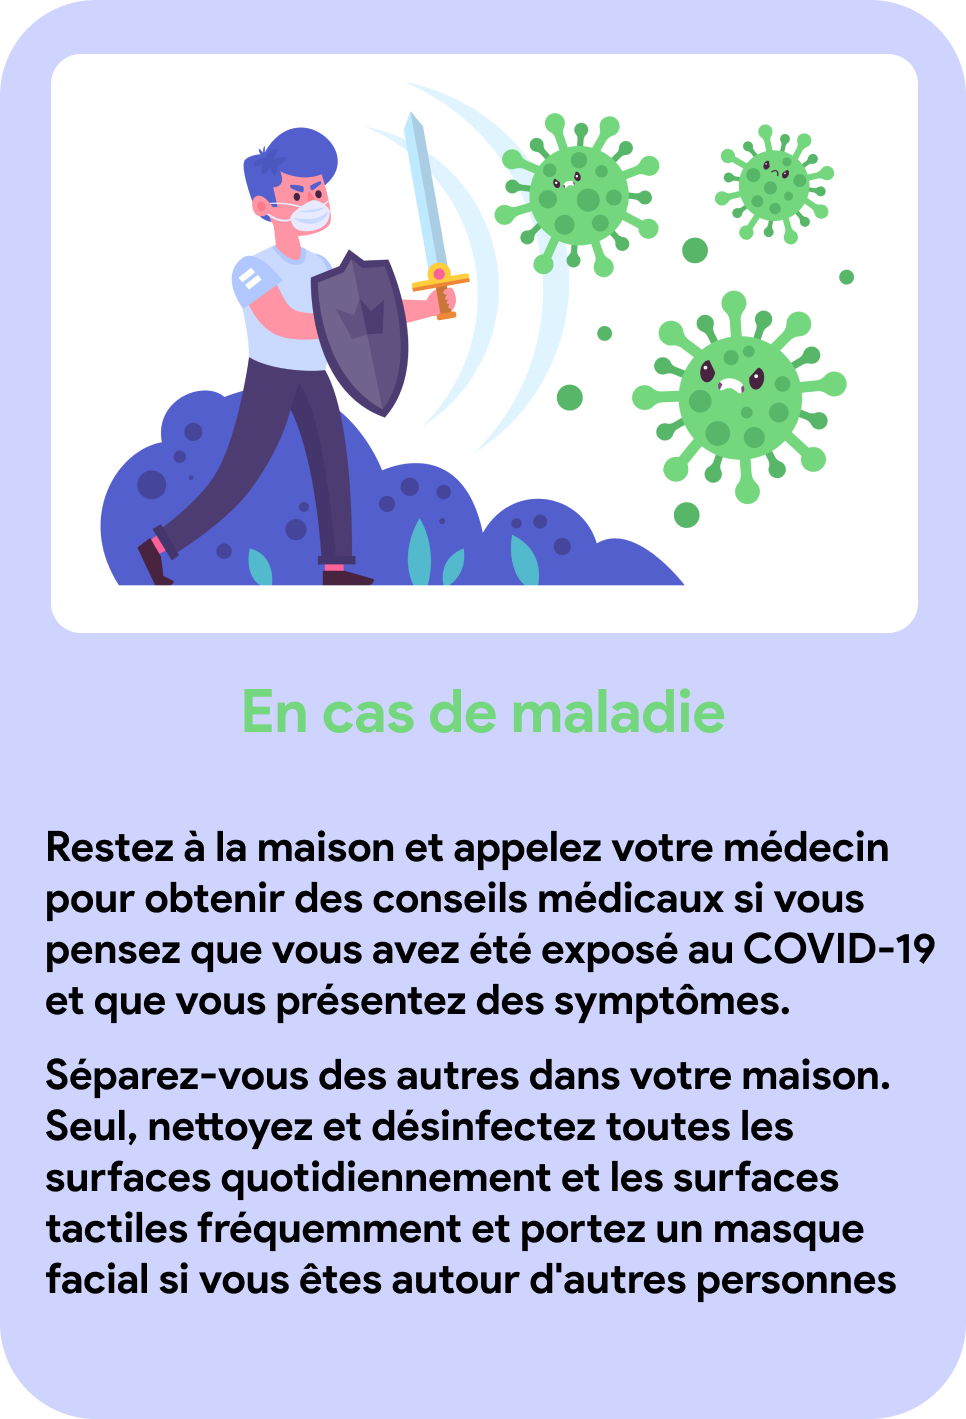 En cas de maladie
Restez à la maison et appelez votre médecin
pour obtenir des conseils médicaux si vous
pensez que vous avez été exposé au COVID-19
et que vous présentez des symptômes.
Séparez-vous des autres dans votre maison.
Seul, nettoyez et désinfectez toutes les
surfaces quotidiennement et les surfaces
tactiles fréquemment et portez un masque
facial si vous êtes autour d'autres personnes